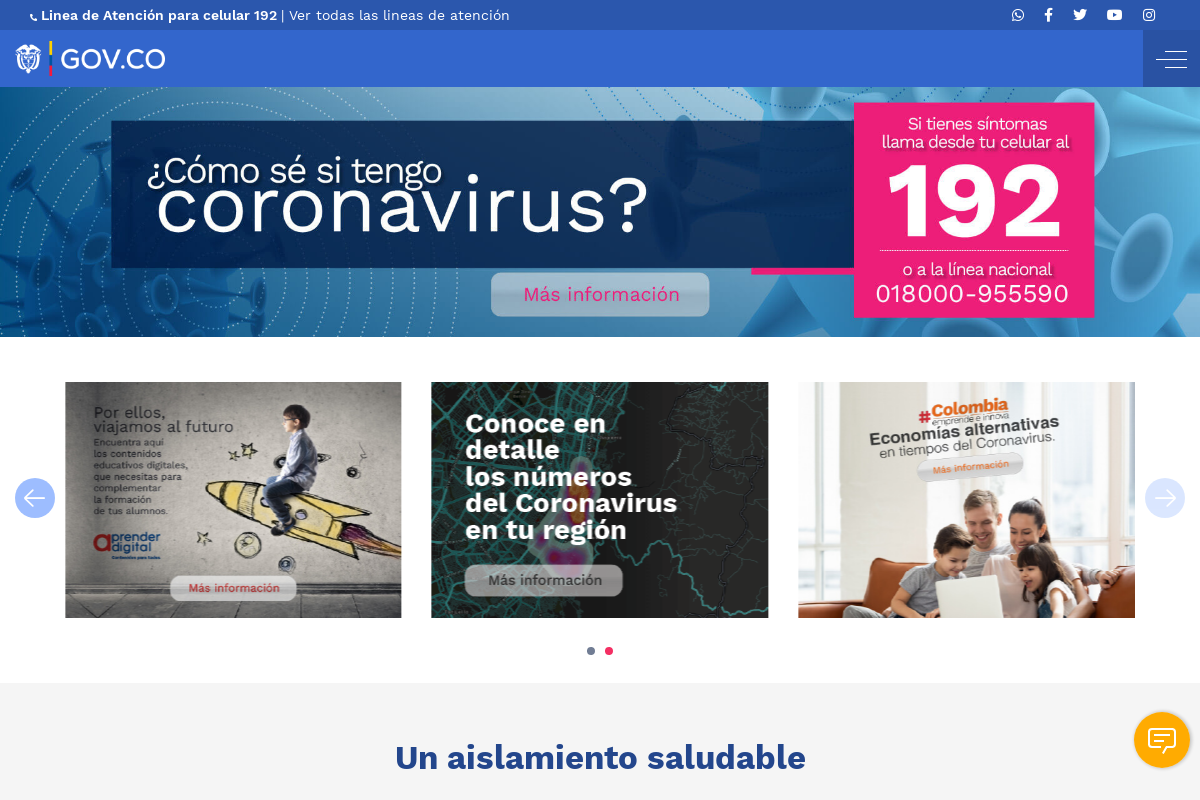 Linea de Atención para celular 192 | Ver todas las lineas de atención
GOV.CO
¿Cómo sé si tengo
coronavirus?
Más información
Si tienes síntomas
llama desde tu celular al
192
o a la línea nacional
018000-955590
Por ellos,
viajamos al futuro
Encuentra aquí
los contenidos
educativos digitales,
que necesitas para
complementar
la formación
de tus alumnos.
aprender
digital
Contenidos para todos
Más información
Conoce en
detalle
los números
del Coronavirus
en tu región
Más información
#Colombia
emprende e innova
Economías alternativas
en tiempos del Coronavirus.
Más información
Un aislamiento saludable